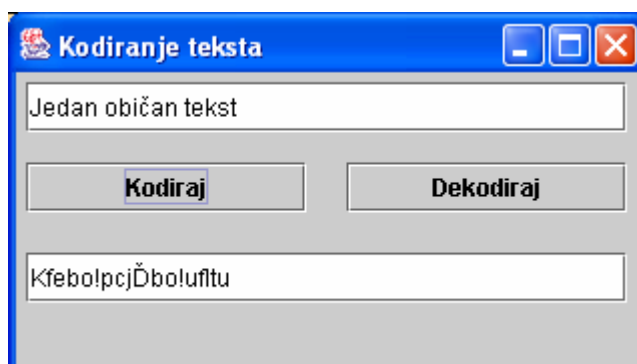 Kodiranje teksta
Jedan običan tekst
Kodiraj Dekodiraj
Kfebo!pcjĎbo!ufltu